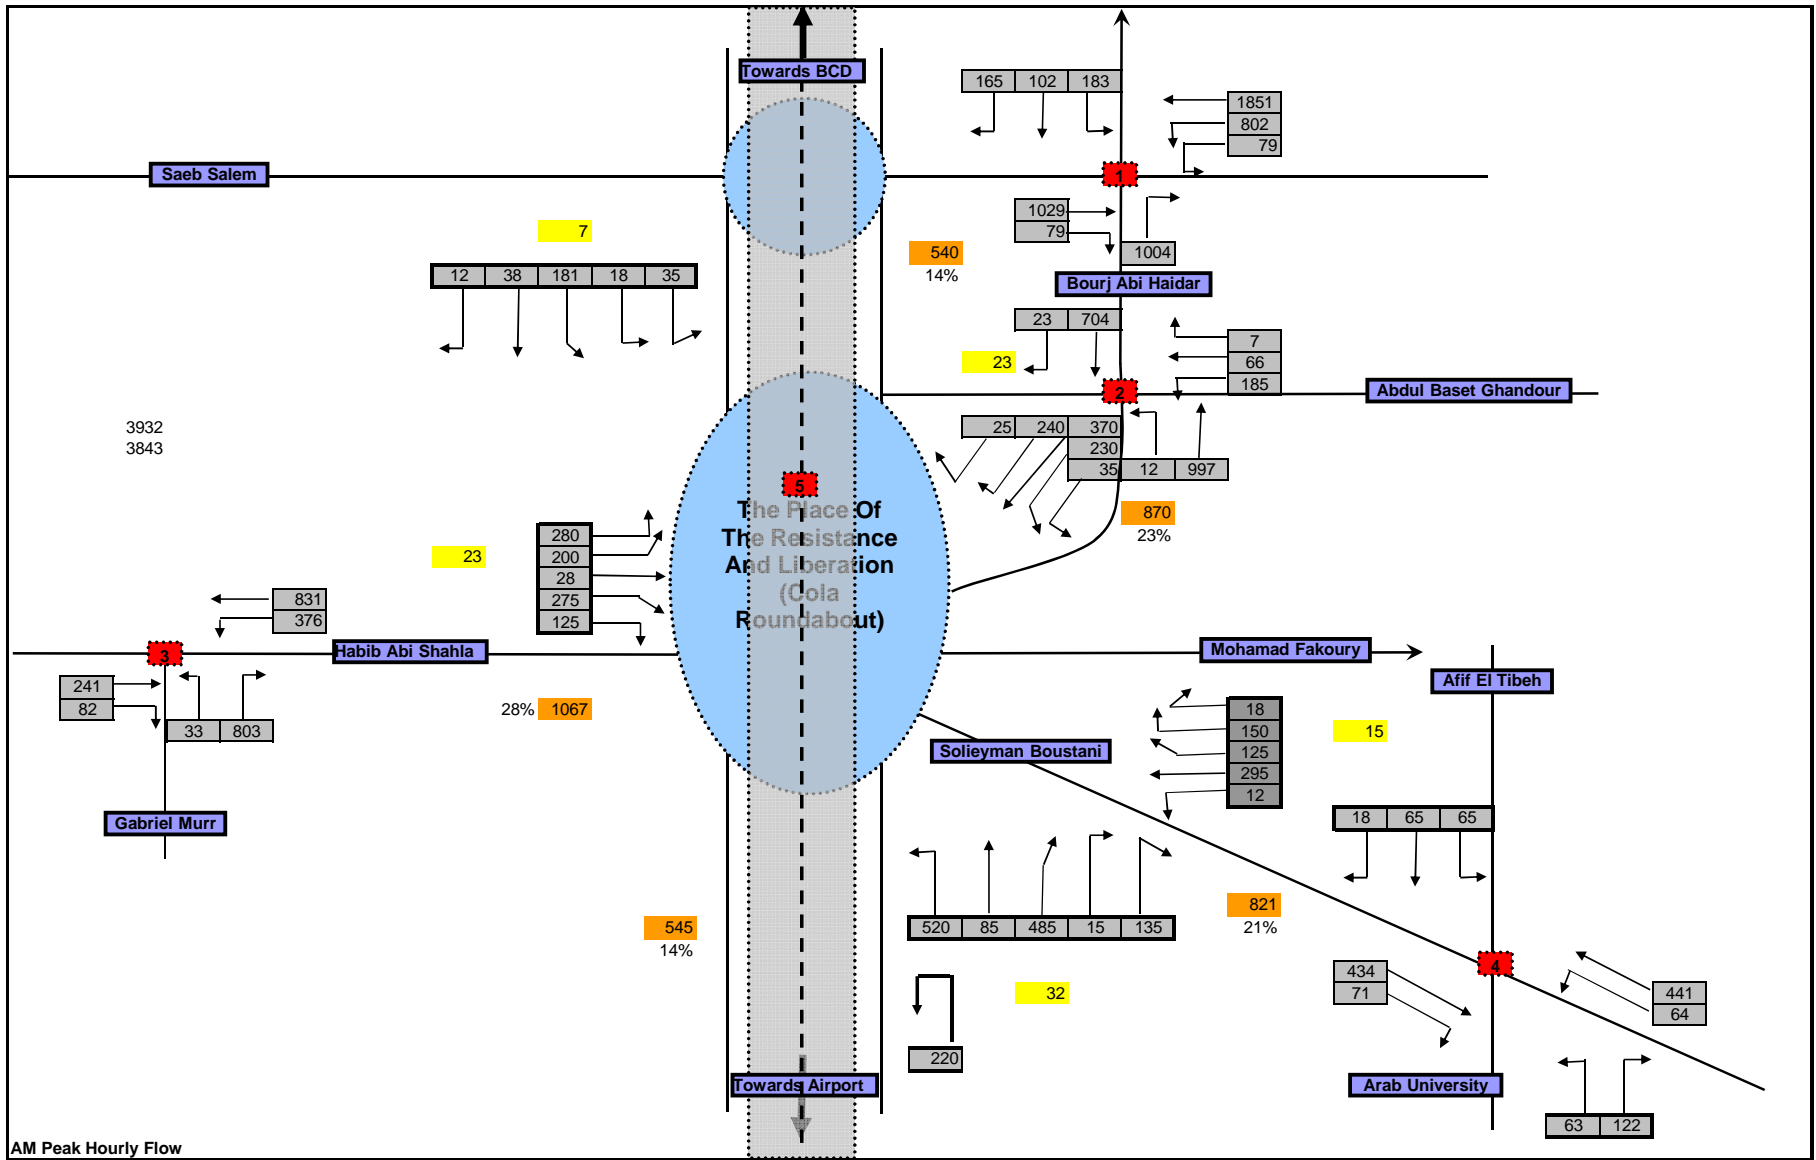 Towards BCD
165 102 183
1851
802
79
Saeb Salem
1
1029
79
7
540
1004
14%
12 38 181 18 35
Bourj Abi Haidar
23 704
7
23
66
185
2
Abdul Baset Ghandour
3932
25 240 370
3843
230
35 12 997
5
The Place Of
The Resistance
And Liberation
(Cola
Roundabout)
870
23%
280
200
28
275
125
23
831
376
3
Habib Abi Shahla
Mohamad Fakoury
Afif El Tibeh
241
82
33 803
28% 1067
18
150
125
295
12
15
Solieyman Boustani
Gabriel Murr
18 65 65
545
14%
520 85 485 15 135
821
21%
4
434
71
32
441
64
220
Towards Airport
Arab University
63 122
AM Peak Hourly Flow